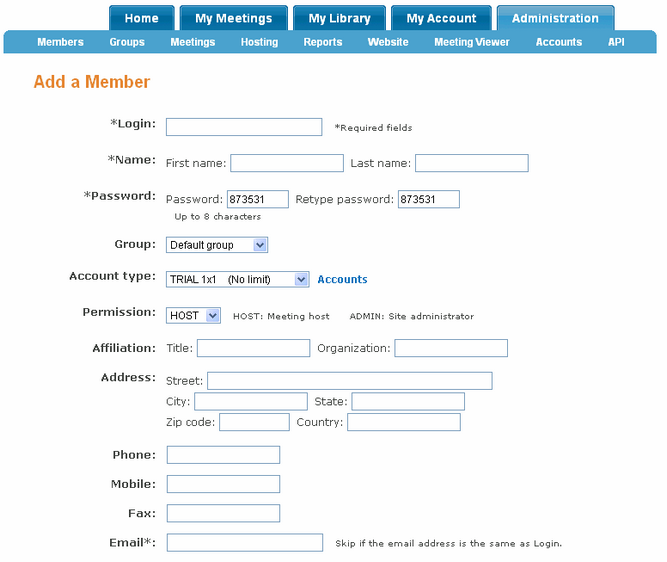 Home My Meetings My Library My Account Administration
Members Groups Meetings Hosting Reports Website Meeting Viewer Accounts API
Add a Member
*Login: *Required fields
*Name: First name: Last name:
*Password: Password: 873531 Retype password: 873531
Up to 8 characters
Group: Default group
Account type: TRIAL 1x1 (No limit) Accounts
Permission: HOST HOST: Meeting host ADMIN: Site administrator
Affiliation: Title: Organization:
Address: Street:
City: State:
Zip code: Country:
Phone:
Mobile:
Fax:
Email*: Skip if the email address is the same as Login.